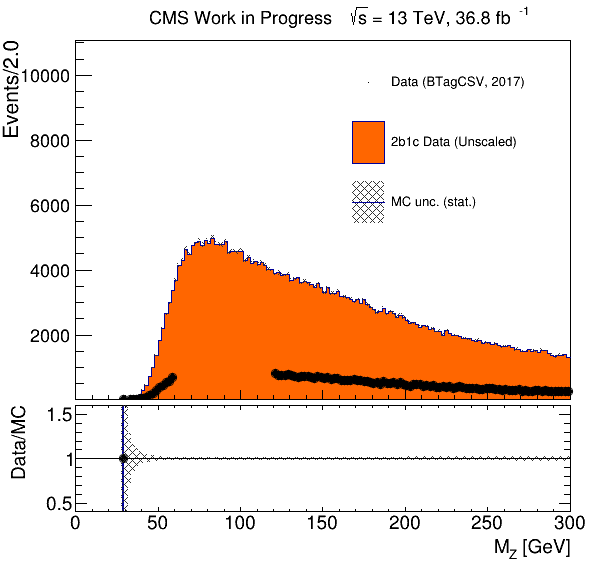 CMS Work in Progress √s = 13 TeV, 36.8 fb⁻¹
Events/2.0
10000
8000
6000
4000
2000
Data (BTagCSV, 2017)
2b1c Data (Unscaled)
MC unc. (stat.)
Data/MC
1.5
1
0.5
0 50 100 150 200 250 300
M_Z [GeV]